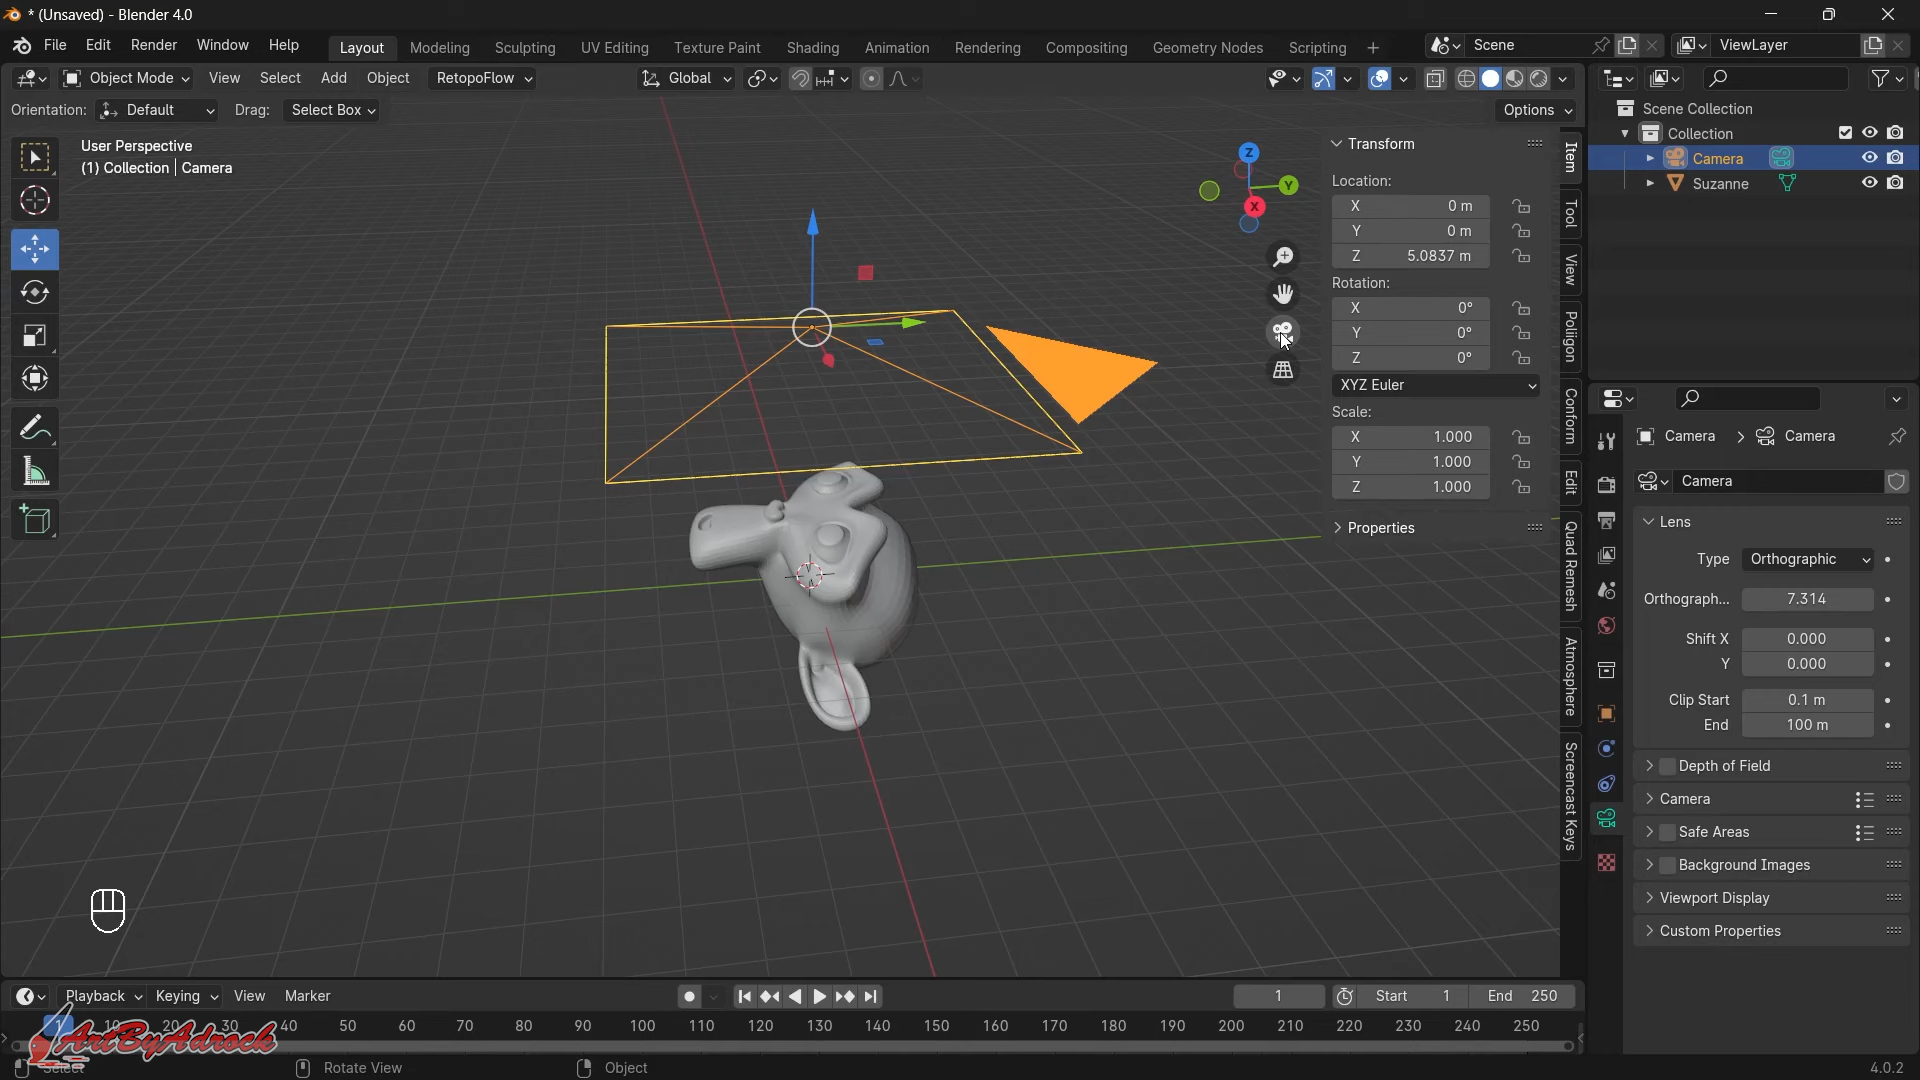 * (Unsaved) - Blender 4.0
File Edit Render Window Help Layout Modeling Sculpting UV Editing Texture Paint Shading Animation Rendering Compositing Geometry Nodes Scripting + Scene ViewLayer
Object Mode View Select Add Object RetopoFlow Global
Orientation: Default Drag: Select Box Options
User Perspective
(1) Collection | Camera
Z
Y
X
Transform
Location:
X 0 m
Y 0 m
Z 5.0837 m
Rotation:
X 0°
Y 0°
Z 0°
XYZ Euler
Scale:
X 1.000
Y 1.000
Z 1.000
Properties
Item
Tool
View
Poliigon
Conform
Edit
Quad Remesh
Atmosphere
Screencast Keys
Scene Collection
Collection
Camera
Suzanne
Camera > Camera
Camera
Lens
Type Orthographic
Orthograph... 7.314
Shift X 0.000
Y 0.000
Clip Start 0.1 m
End 100 m
Depth of Field
Camera
Safe Areas
Background Images
Viewport Display
Custom Properties
Playback Keying View Marker 1 Start 1 End 250
1 10 20 30 40 50 60 70 80 90 100 110 120 130 140 150 160 170 180 190 200 210 220 230 240 250
ArtByAdrock
Select Rotate View Object 4.0.2